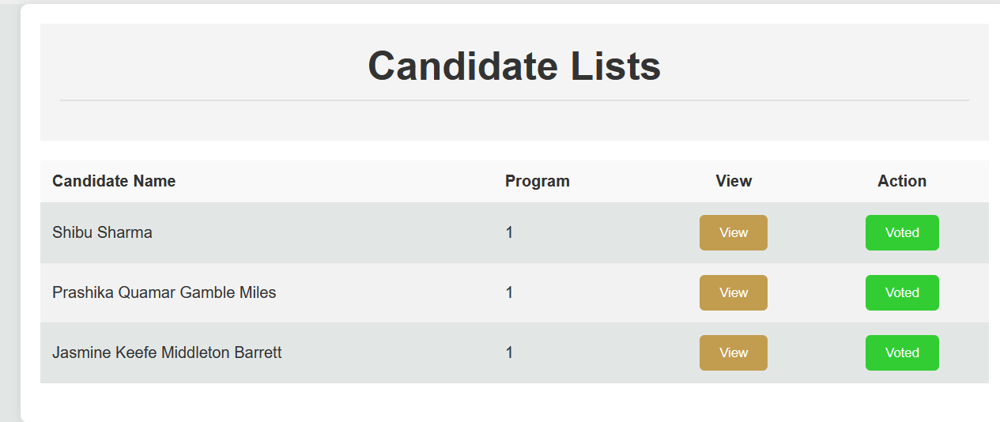 Candidate Lists
Candidate Name Program View Action
Shibu Sharma 1 View Voted
Prashika Quamar Gamble Miles 1 View Voted
Jasmine Keefe Middleton Barrett 1 View Voted